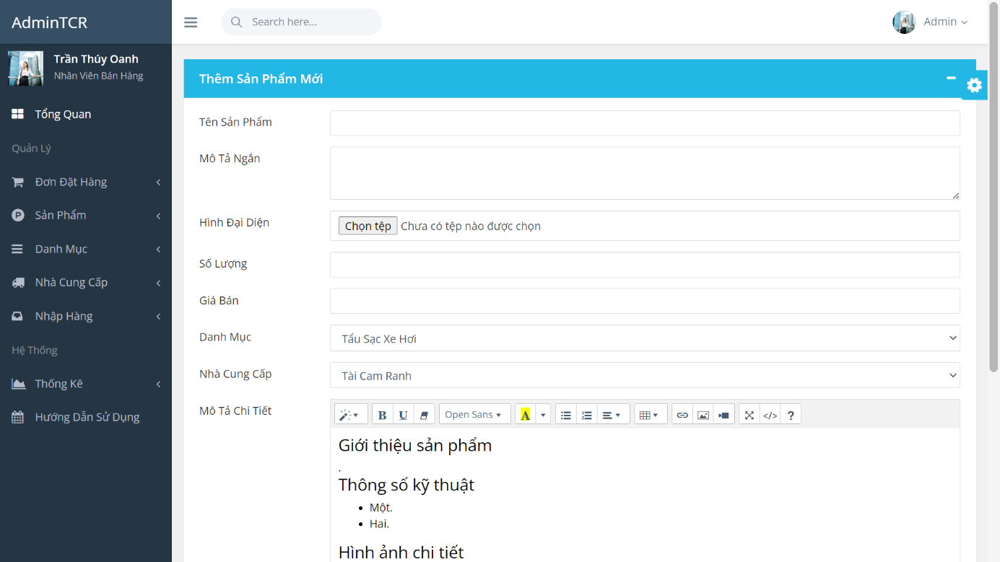 AdminTCR
Search here...
Admin
Trần Thúy Oanh
Nhân Viên Bán Hàng
Tổng Quan
Quản Lý
Đơn Đặt Hàng
Sản Phẩm
Danh Mục
Nhà Cung Cấp
Nhập Hàng
Hệ Thống
Thống Kê
Hướng Dẫn Sử Dụng
Thêm Sản Phẩm Mới
Tên Sản Phẩm
Mô Tả Ngắn
Hình Đại Diện
Chọn tệp Chưa có tệp nào được chọn
Số Lượng
Giá Bán
Danh Mục
Tẩu Sạc Xe Hơi
Nhà Cung Cấp
Tài Cam Ranh
Mô Tả Chi Tiết
B U Open Sans A </> ?
Giới thiệu sản phẩm
.
Thông số kỹ thuật
• Một.
• Hai.
Hình ảnh chi tiết